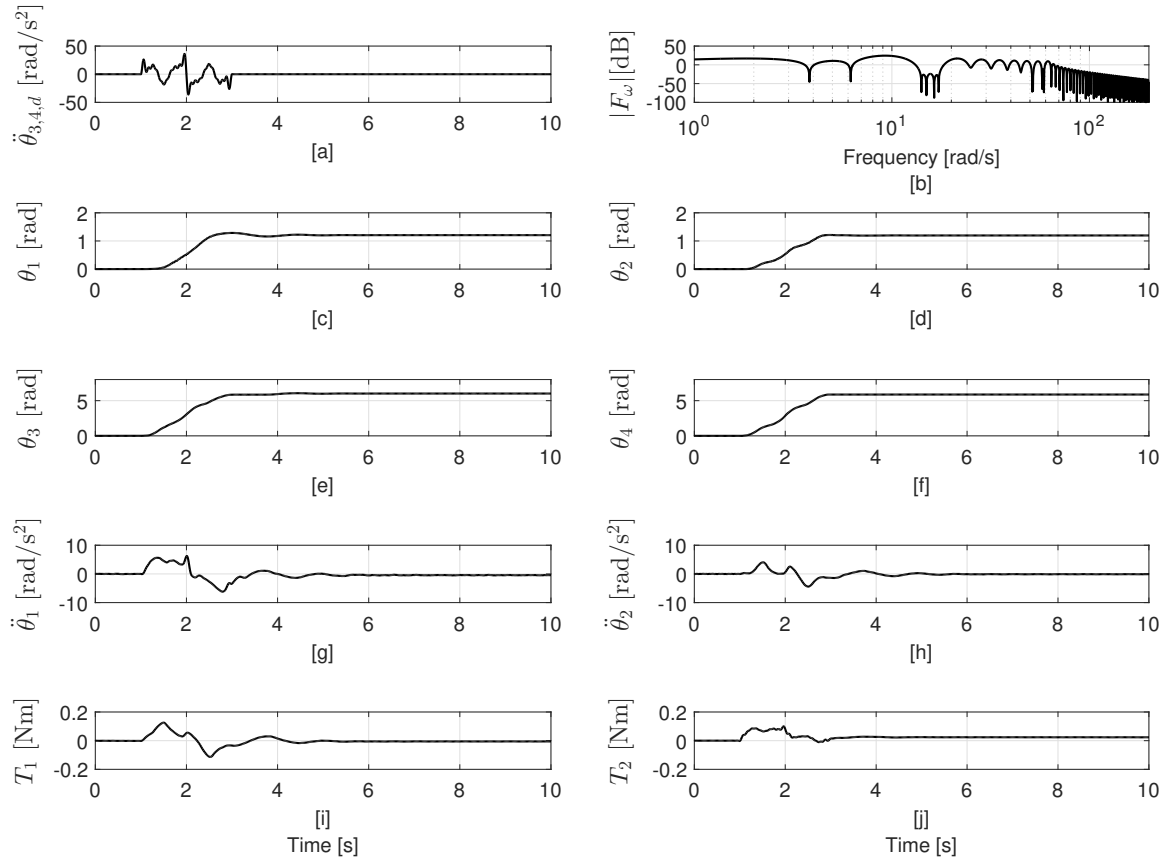 θ̈₃,₄,d [rad/s²]
50
0
-50
0 2 4 6 8 10
[a]
|F_ω|[dB]
50
0
-50
-100
10⁰ 10¹ 10²
Frequency [rad/s]
[b]
θ₁ [rad]
2
1
0
0 2 4 6 8 10
[c]
θ₂ [rad]
2
1
0
0 2 4 6 8 10
[d]
θ₃ [rad]
5
0
0 2 4 6 8 10
[e]
θ₄ [rad]
5
0
0 2 4 6 8 10
[f]
θ̈₁ [rad/s²]
10
0
-10
0 2 4 6 8 10
[g]
θ̈₂ [rad/s²]
10
0
-10
0 2 4 6 8 10
[h]
T₁ [Nm]
0.2
0
-0.2
0 2 4 6 8 10
[i]
Time [s]
T₂ [Nm]
0.2
0
-0.2
0 2 4 6 8 10
[j]
Time [s]